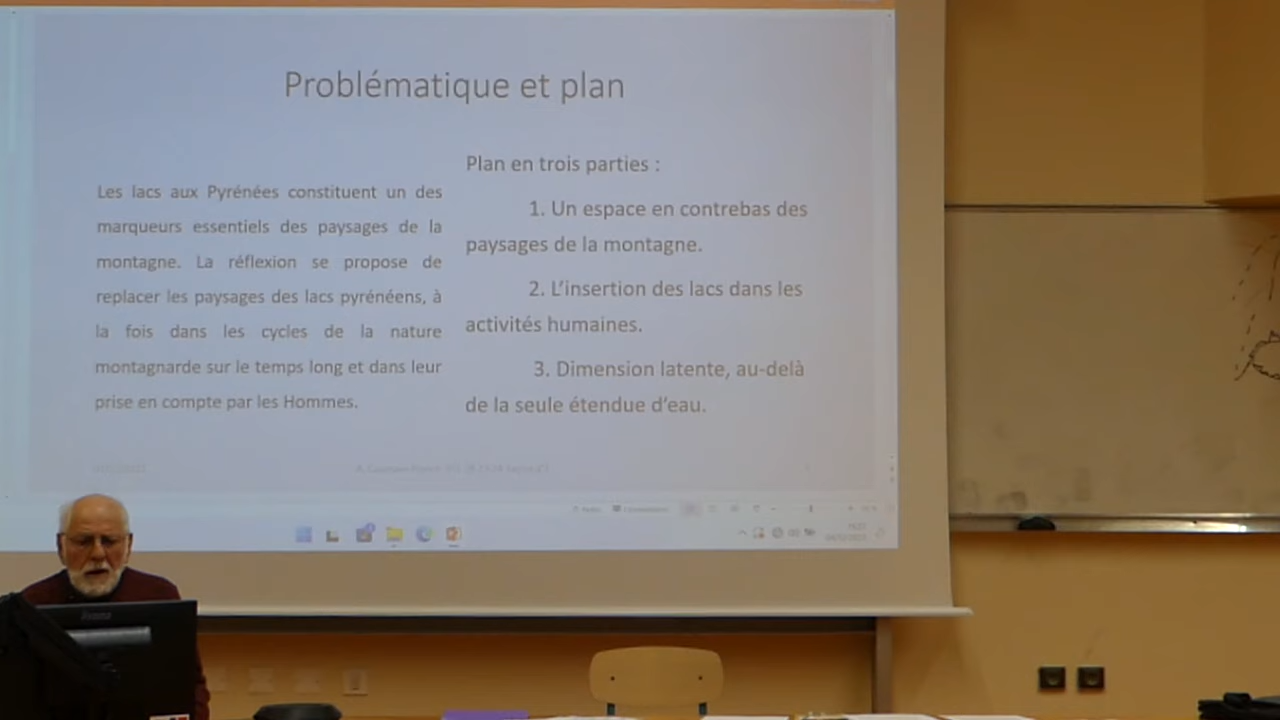 Problématique et plan
Les lacs aux Pyrénées constituent un des
marqueurs essentiels des paysages de la
montagne. La réflexion se propose de
replacer les paysages des lacs pyrénéens, à
la fois dans les cycles de la nature
montagnarde sur le temps long et dans leur
prise en compte par les Hommes.
Plan en trois parties :
1. Un espace en contrebas des
paysages de la montagne.
2. L'insertion des lacs dans les
activités humaines.
3. Dimension latente, au-delà
de la seule étendue d'eau.